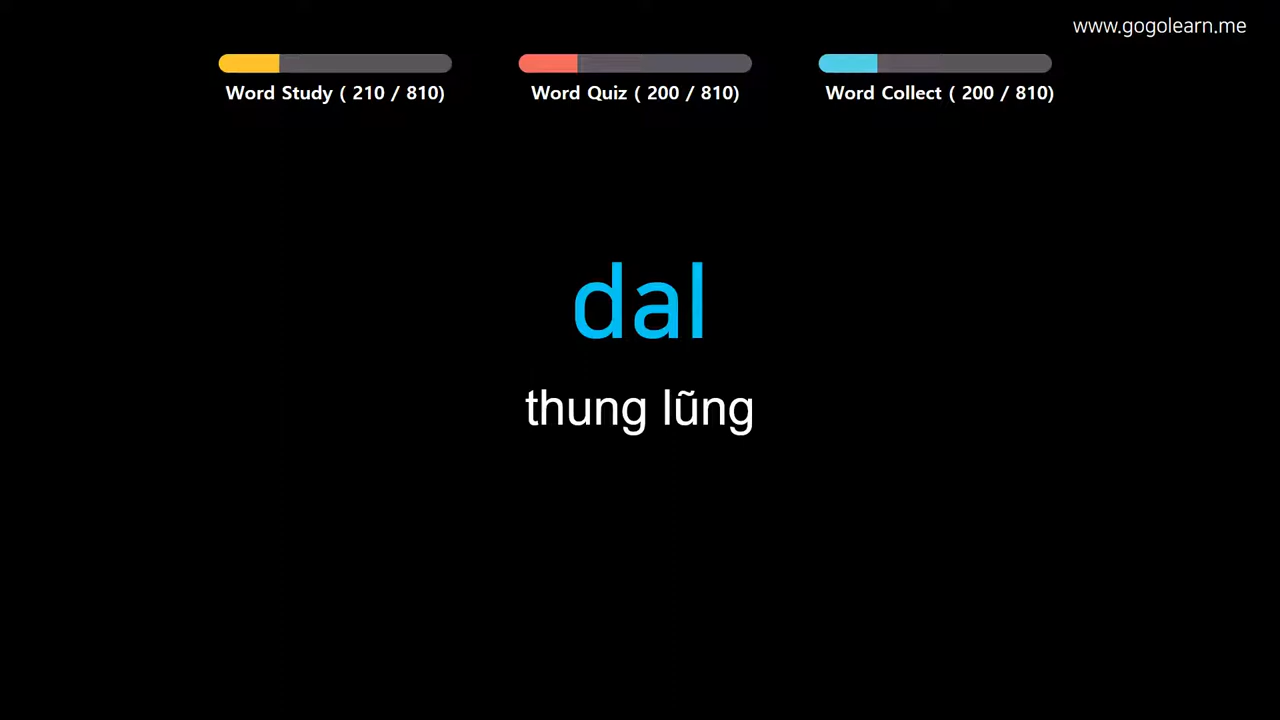 www.gogolearn.me
Word Study ( 210 / 810)
Word Quiz ( 200 / 810)
Word Collect ( 200 / 810)
dal
thung lũng